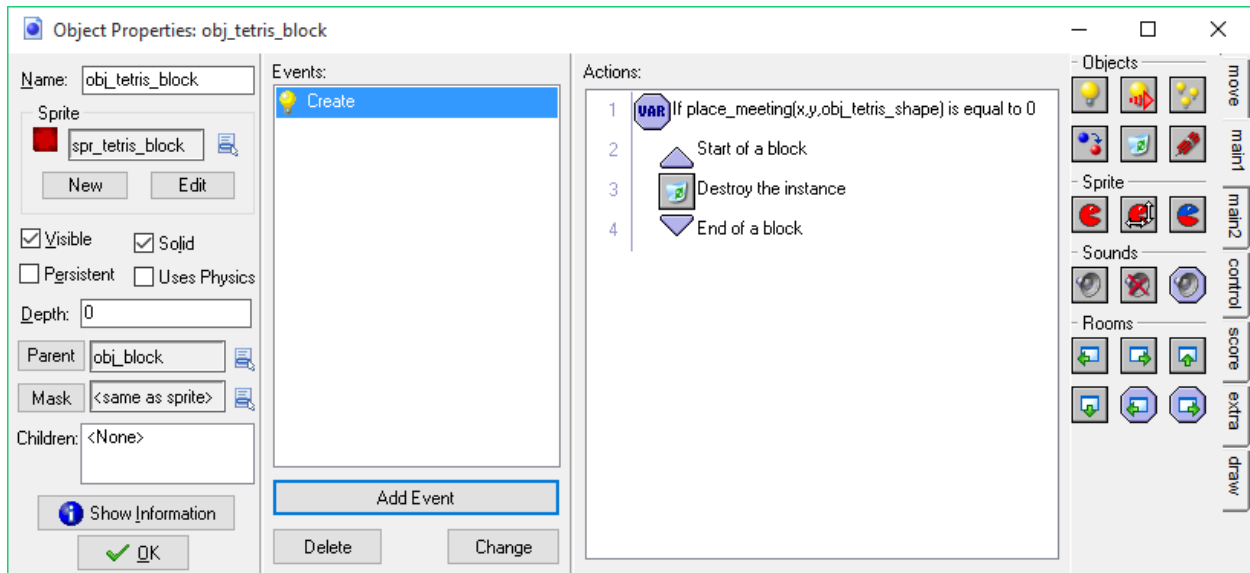 Object Properties: obj_tetris_block
Name: obj_tetris_block
Sprite
spr_tetris_block
New Edit
Visible Solid
Persistent Uses Physics
Depth: 0
Parent obj_block
Mask <same as sprite>
Children: <None>
Show Information
OK
Events:
Create
Add Event
Delete Change
Actions:
1 VAR If place_meeting(x,y,obj_tetris_shape) is equal to 0
2 Start of a block
3 Destroy the instance
4 End of a block
Objects
Sprite
Sounds
Rooms
move
main1
main2
control
score
extra
draw